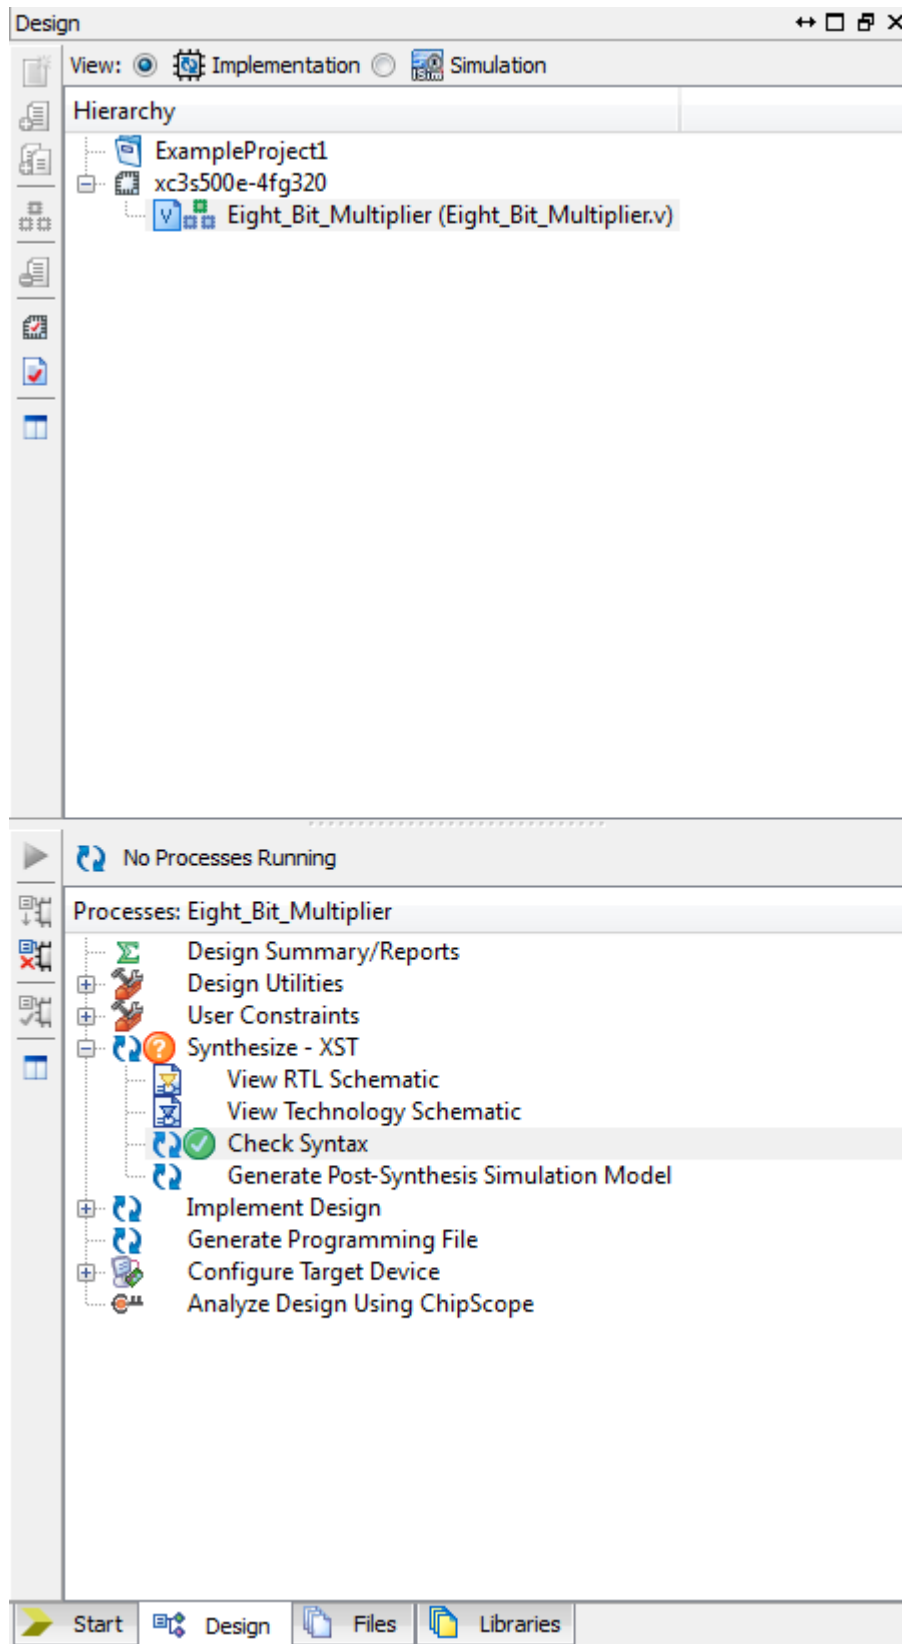 Design
View: Implementation Simulation
Hierarchy
ExampleProject1
xc3s500e-4fg320
Eight_Bit_Multiplier (Eight_Bit_Multiplier.v)
No Processes Running
Processes: Eight_Bit_Multiplier
Design Summary/Reports
Design Utilities
User Constraints
Synthesize - XST
View RTL Schematic
View Technology Schematic
Check Syntax
Generate Post-Synthesis Simulation Model
Implement Design
Generate Programming File
Configure Target Device
Analyze Design Using ChipScope
Start Design Files Libraries